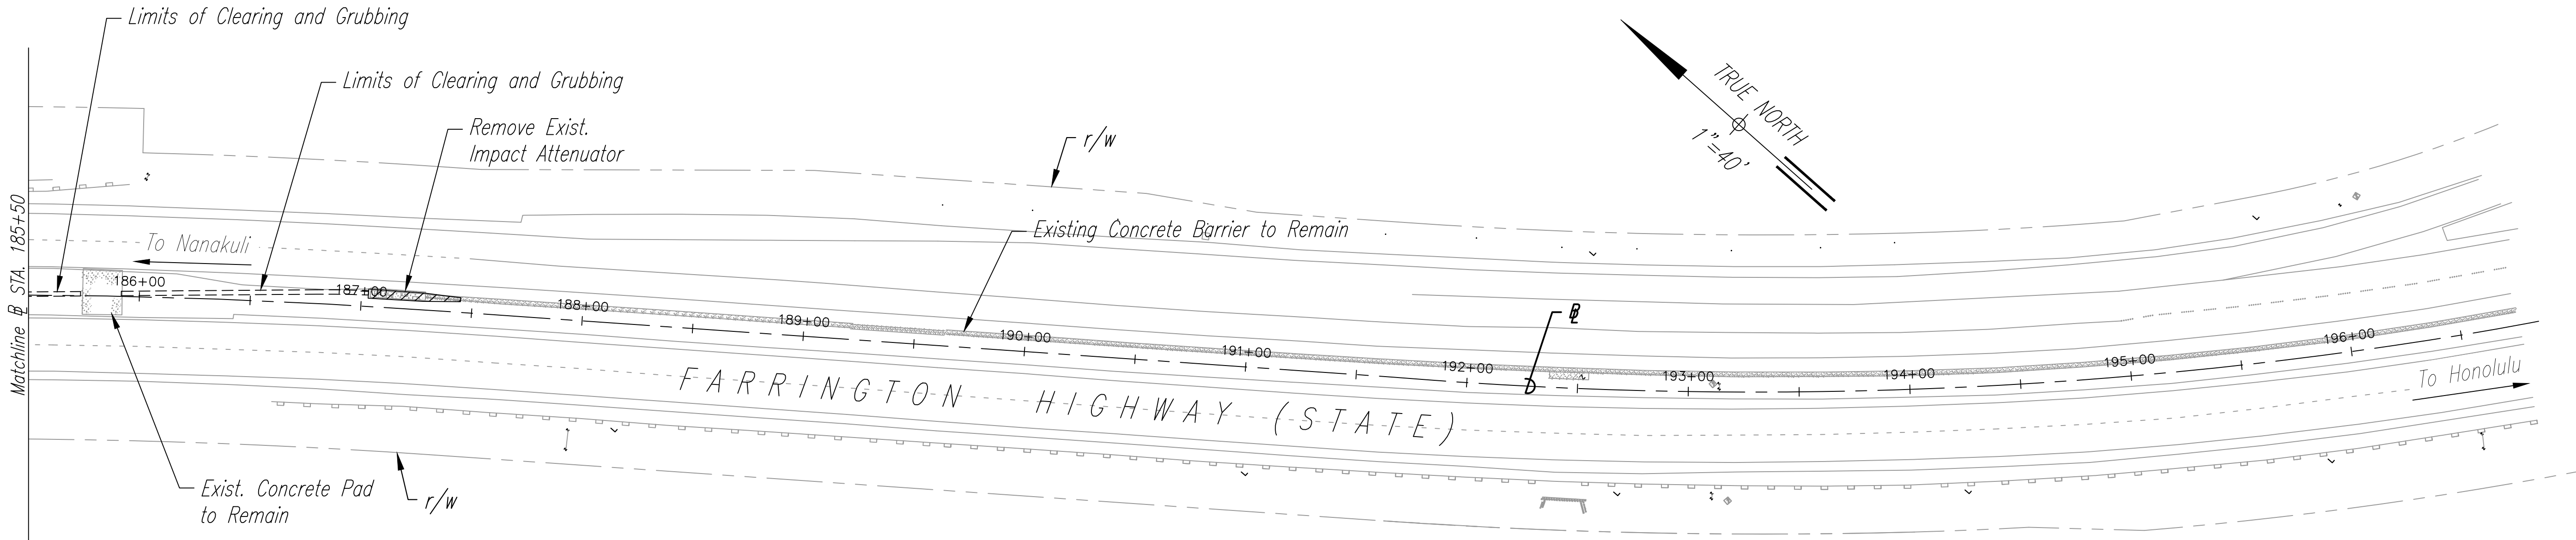 Limits of Clearing and Grubbing
Limits of Clearing and Grubbing
Remove Exist.
Impact Attenuator
r/w
TRUE NORTH
1"=40'
Existing Concrete Barrier to Remain
To Nanakuli
Matchline B STA. 185+50
186+00
187+00
188+00
189+00
190+00
191+00
192+00
193+00
194+00
195+00
196+00
To Honolulu
FARRINGTON HIGHWAY (STATE)
Exist. Concrete Pad
to Remain
r/w